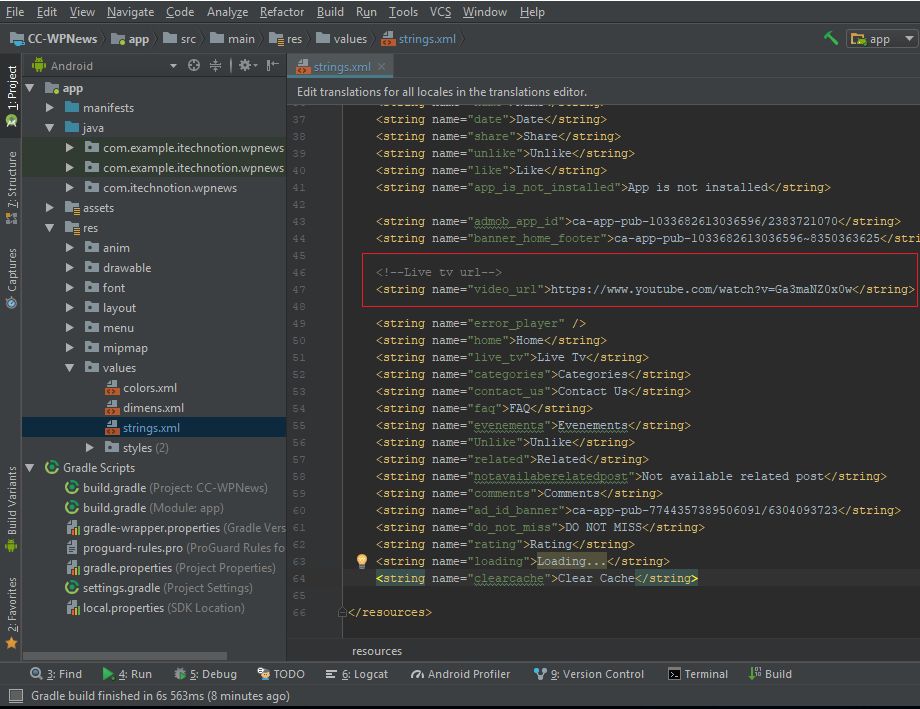 File Edit View Navigate Code Analyze Refactor Build Run Tools VCS Window Help
CC-WPNews app src main res values strings.xml app
Android
strings.xml
Edit translations for all locales in the translations editor.
1: Project
7: Structure
Captures
Build Variants
2: Favorites
app
manifests
java
com.example.itechnotion.wpnews
com.example.itechnotion.wpnews
com.itechnotion.wpnews
assets
res
anim
drawable
font
layout
menu
mipmap
values
colors.xml
dimens.xml
strings.xml
styles (2)
Gradle Scripts
build.gradle (Project: CC-WPNews)
build.gradle (Module: app)
gradle-wrapper.properties (Gradle Vers
proguard-rules.pro (ProGuard Rules fo
gradle.properties (Project Properties)
settings.gradle (Project Settings)
local.properties (SDK Location)
37 <string name="date">Date</string>
38 <string name="share">Share</string>
39 <string name="unlike">Unlike</string>
40 <string name="like">Like</string>
41 <string name="app_is_not_installed">App is not installed</string>
42
43 <string name="admob_app_id">ca-app-pub-1033682613036596/2383721070</string>
44 <string name="banner_home_footer">ca-app-pub-1033682613036596~8350363625</stri
45
46 <!--Live tv url-->
47 <string name="video_url">https://www.youtube.com/watch?v=Ga3maNZ0x0w</string>
48
49 <string name="error_player" />
50 <string name="home">Home</string>
51 <string name="live_tv">Live Tv</string>
52 <string name="categories">Categories</string>
53 <string name="contact_us">Contact Us</string>
54 <string name="faq">FAQ</string>
55 <string name="evenements">Evenements</string>
56 <string name="Unlike">Unlike</string>
57 <string name="related">Related</string>
58 <string name="notavailaberelatedpost">Not available related post</string>
59 <string name="comments">Comments</string>
60 <string name="ad_id_banner">ca-app-pub-7744357389506091/6304093723</string>
61 <string name="do_not_miss">DO NOT MISS</string>
62 <string name="rating">Rating</string>
63 <string name="loading">Loading...</string>
64 <string name="clearcache">Clear Cache</string>
65
66 </resources>
resources
3: Find 4: Run 5: Debug TODO 6: Logcat Android Profiler 9: Version Control Terminal Build
Gradle build finished in 6s 563ms (8 minutes ago)